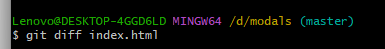 Lenovo@DESKTOP-4GGD6LD MINGW64 /d/modals (master)
$ git diff index.html